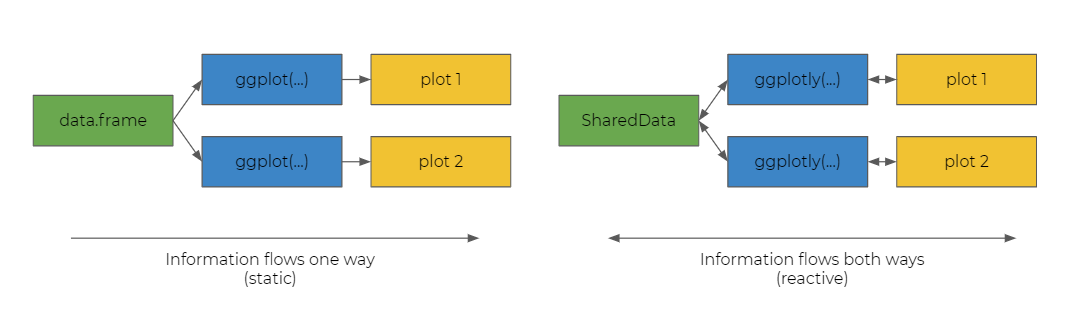 data.frame
ggplot(...)
plot 1
ggplot(...)
plot 2
Information flows one way
(static)
SharedData
ggplotly(...)
plot 1
ggplotly(...)
plot 2
Information flows both ways
(reactive)